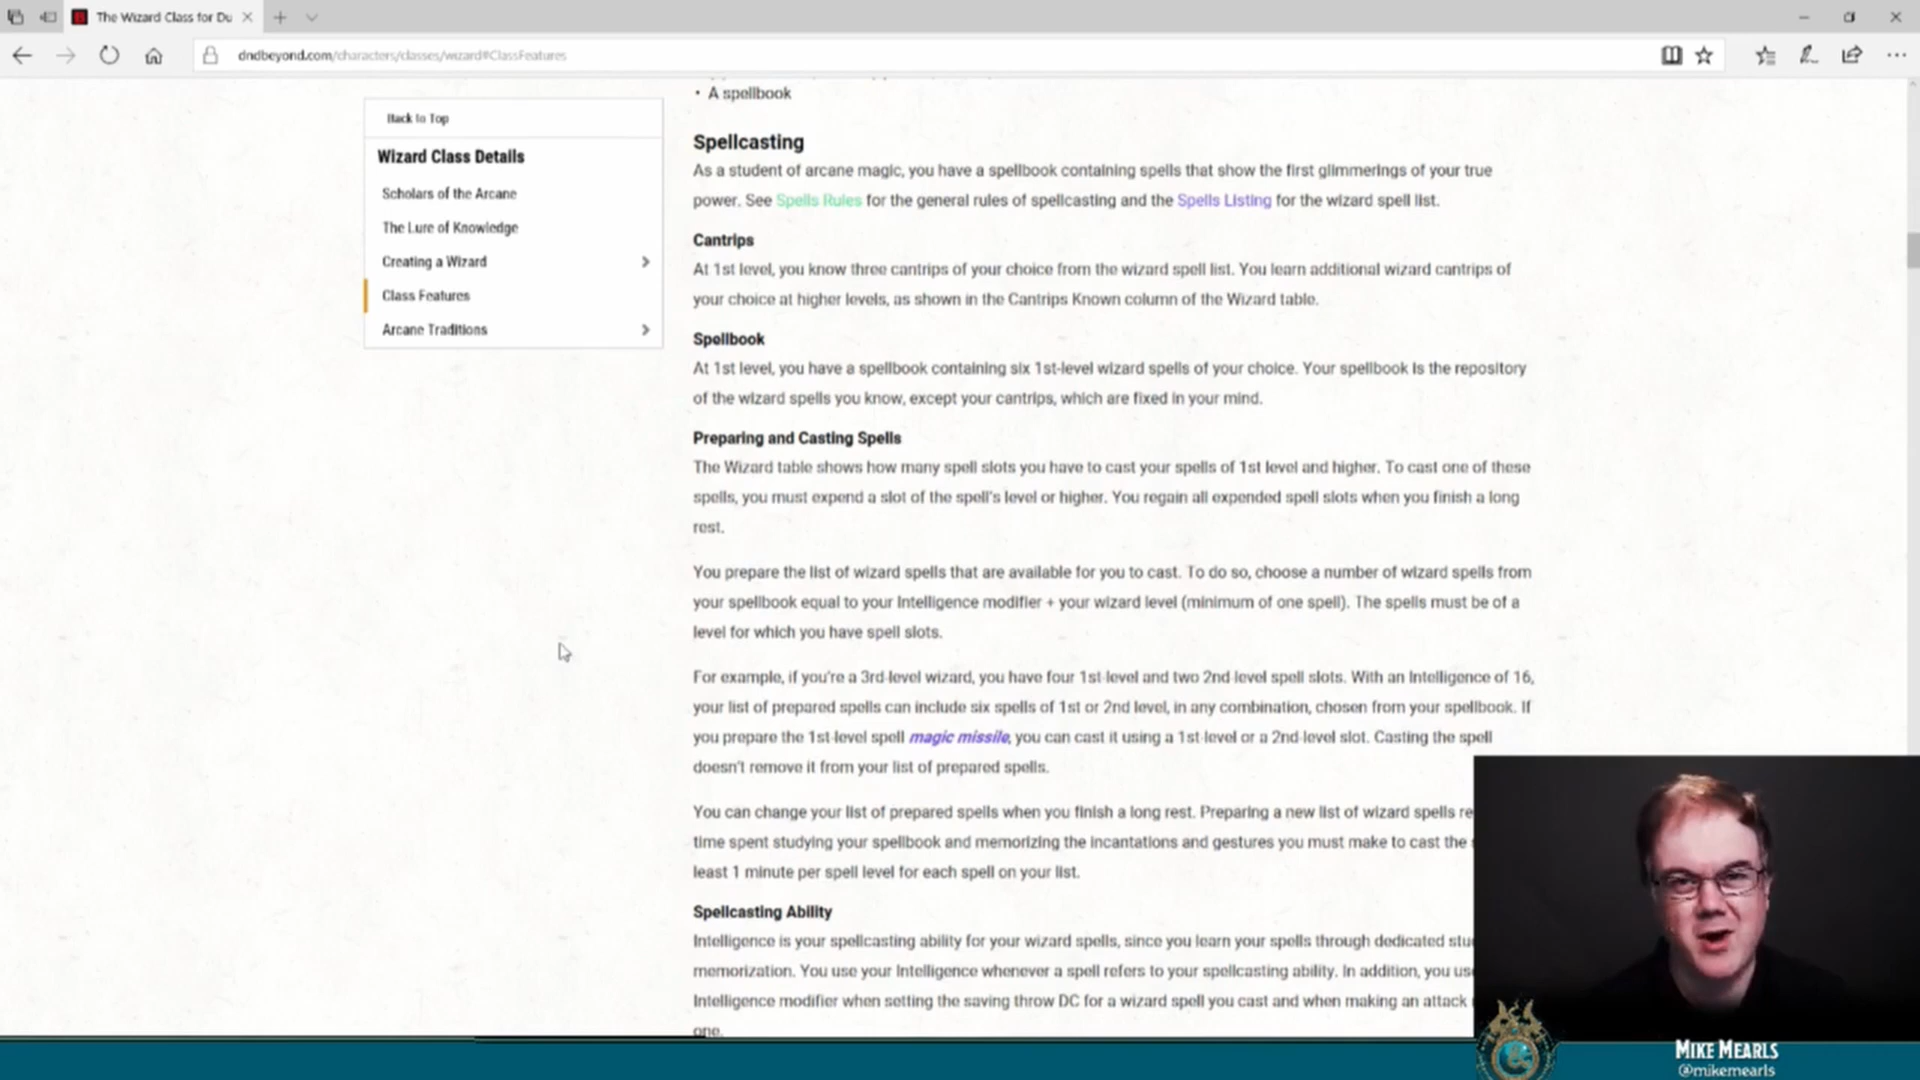 The Wizard Class for Du
dndbeyond.com/characters/classes/wizard#ClassFeatures
• A spellbook
Back to Top
Wizard Class Details
Scholars of the Arcane
The Lure of Knowledge
Creating a Wizard
Class Features
Arcane Traditions
Spellcasting
As a student of arcane magic, you have a spellbook containing spells that show the first glimmerings of your true
power. See Spells Rules for the general rules of spellcasting and the Spells Listing for the wizard spell list.
Cantrips
At 1st level, you know three cantrips of your choice from the wizard spell list. You learn additional wizard cantrips of
your choice at higher levels, as shown in the Cantrips Known column of the Wizard table.
Spellbook
At 1st level, you have a spellbook containing six 1st-level wizard spells of your choice. Your spellbook is the repository
of the wizard spells you know, except your cantrips, which are fixed in your mind.
Preparing and Casting Spells
The Wizard table shows how many spell slots you have to cast your spells of 1st level and higher. To cast one of these
spells, you must expend a slot of the spell's level or higher. You regain all expended spell slots when you finish a long
rest.
You prepare the list of wizard spells that are available for you to cast. To do so, choose a number of wizard spells from
your spellbook equal to your Intelligence modifier + your wizard level (minimum of one spell). The spells must be of a
level for which you have spell slots.
For example, if you're a 3rd-level wizard, you have four 1st-level and two 2nd-level spell slots. With an Intelligence of 16,
your list of prepared spells can include six spells of 1st or 2nd level, in any combination, chosen from your spellbook. If
you prepare the 1st-level spell magic missile, you can cast it using a 1st-level or a 2nd-level slot. Casting the spell
doesn't remove it from your list of prepared spells.
You can change your list of prepared spells when you finish a long rest. Preparing a new list of wizard spells re
time spent studying your spellbook and memorizing the incantations and gestures you must make to cast the
least 1 minute per spell level for each spell on your list.
Spellcasting Ability
Intelligence is your spellcasting ability for your wizard spells, since you learn your spells through dedicated stu
memorization. You use your Intelligence whenever a spell refers to your spellcasting ability. In addition, you us
Intelligence modifier when setting the saving throw DC for a wizard spell you cast and when making an attack
one.
MIKE MEARLS
@mikemearls